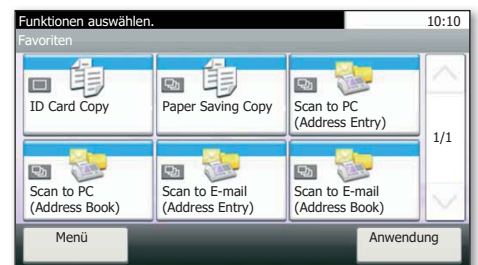 Funktionen auswählen.
10:10
Favoriten
ID Card Copy
Paper Saving Copy
Scan to PC
(Address Entry)
1/1
Scan to PC
(Address Book)
Scan to E-mail
(Address Entry)
Scan to E-mail
(Address Book)
Menü
Anwendung